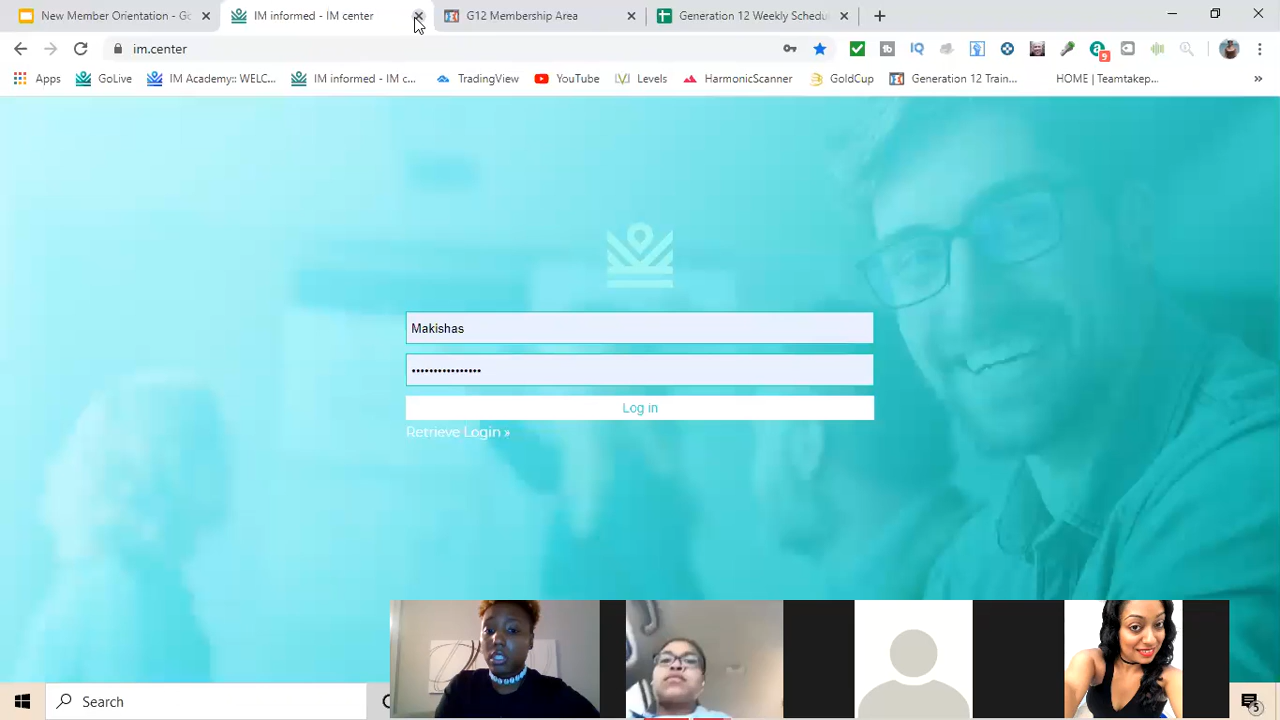 New Member Orientation - G
IM informed - IM center
G12 Membership Area
Generation 12 Weekly Schedu
im.center
Apps
GoLive
IM Academy:: WELC...
IM informed - IM c...
TradingView
YouTube
Levels
HarmonicScanner
GoldCup
Generation 12 Train...
HOME | Teamtakep...
»
Makishas
••••••••••••••••
Log in
Retrieve Login »
Search
5